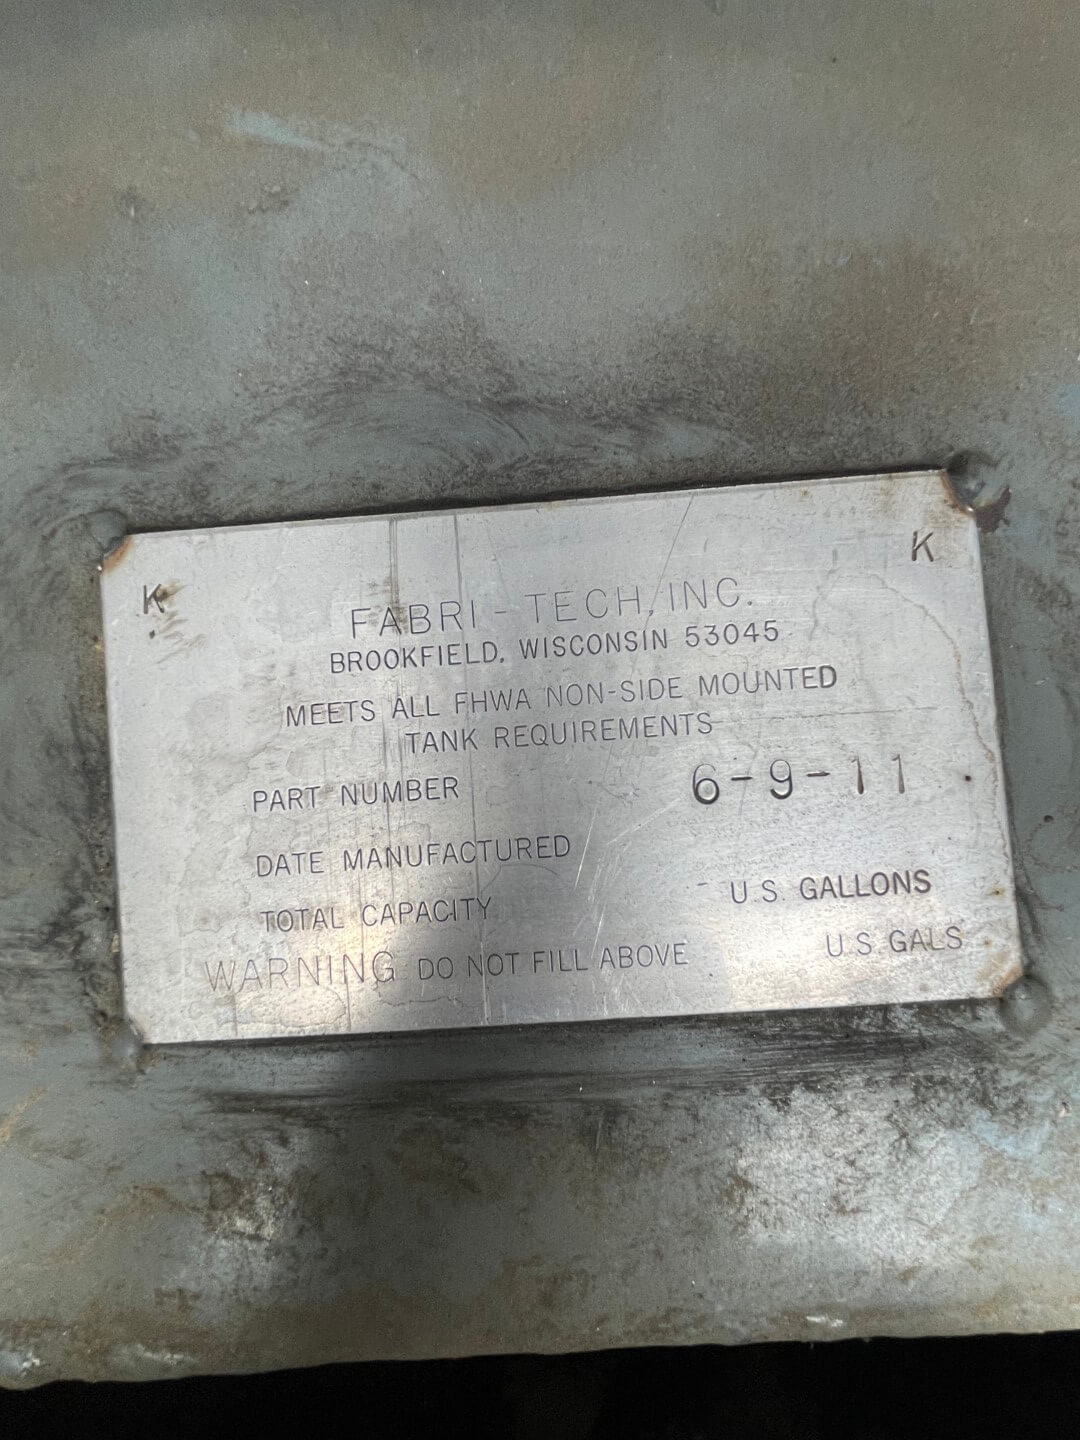 K K
FABRI-TECH, INC.
BROOKFIELD, WISCONSIN 53045
MEETS ALL FHWA NON-SIDE MOUNTED
TANK REQUIREMENTS
PART NUMBER 6-9-11
DATE MANUFACTURED
TOTAL CAPACITY U.S. GALLONS
WARNING DO NOT FILL ABOVE U.S. GALS